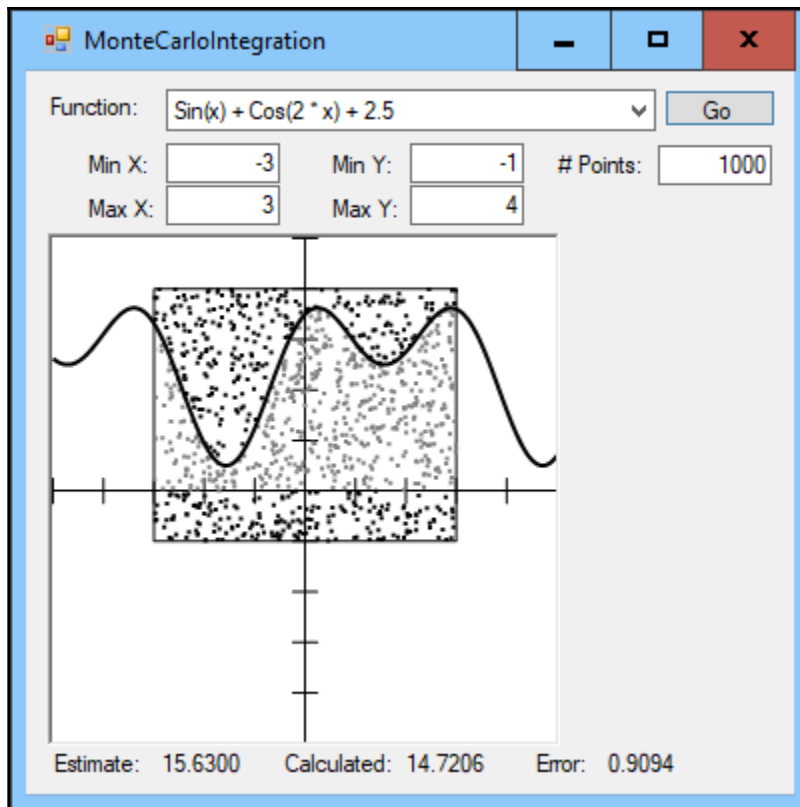 MonteCarloIntegration
Function: Sin(x) + Cos(2 * x) + 2.5 Go
Min X: -3 Min Y: -1 # Points: 1000
Max X: 3 Max Y: 4
Estimate: 15.6300 Calculated: 14.7206 Error: 0.9094